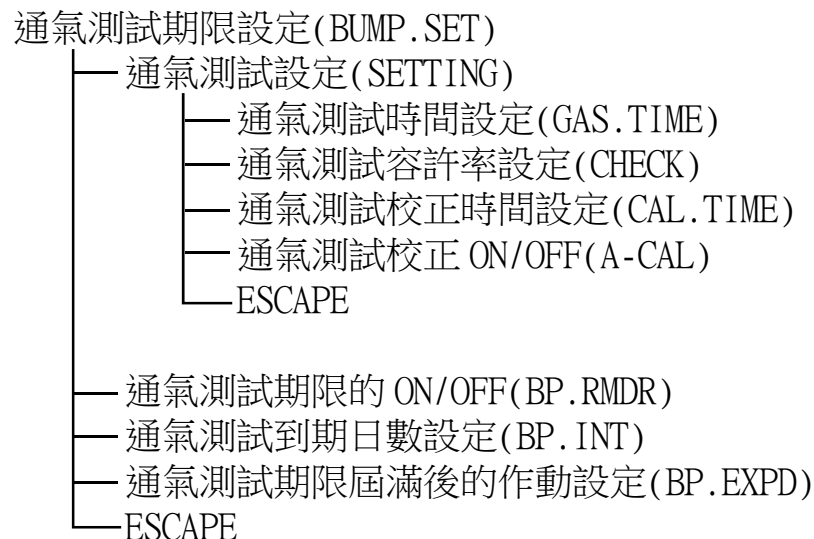 通氣測試期限設定(BUMP.SET)
通氣測試設定(SETTING)
通氣測試時間設定(GAS.TIME)
通氣測試容許率設定(CHECK)
通氣測試校正時間設定(CAL.TIME)
通氣測試校正 ON/OFF(A-CAL)
ESCAPE
通氣測試期限的 ON/OFF(BP.RMDR)
通氣測試到期日數設定(BP.INT)
通氣測試期限屆滿後的作動設定(BP.EXPD)
ESCAPE